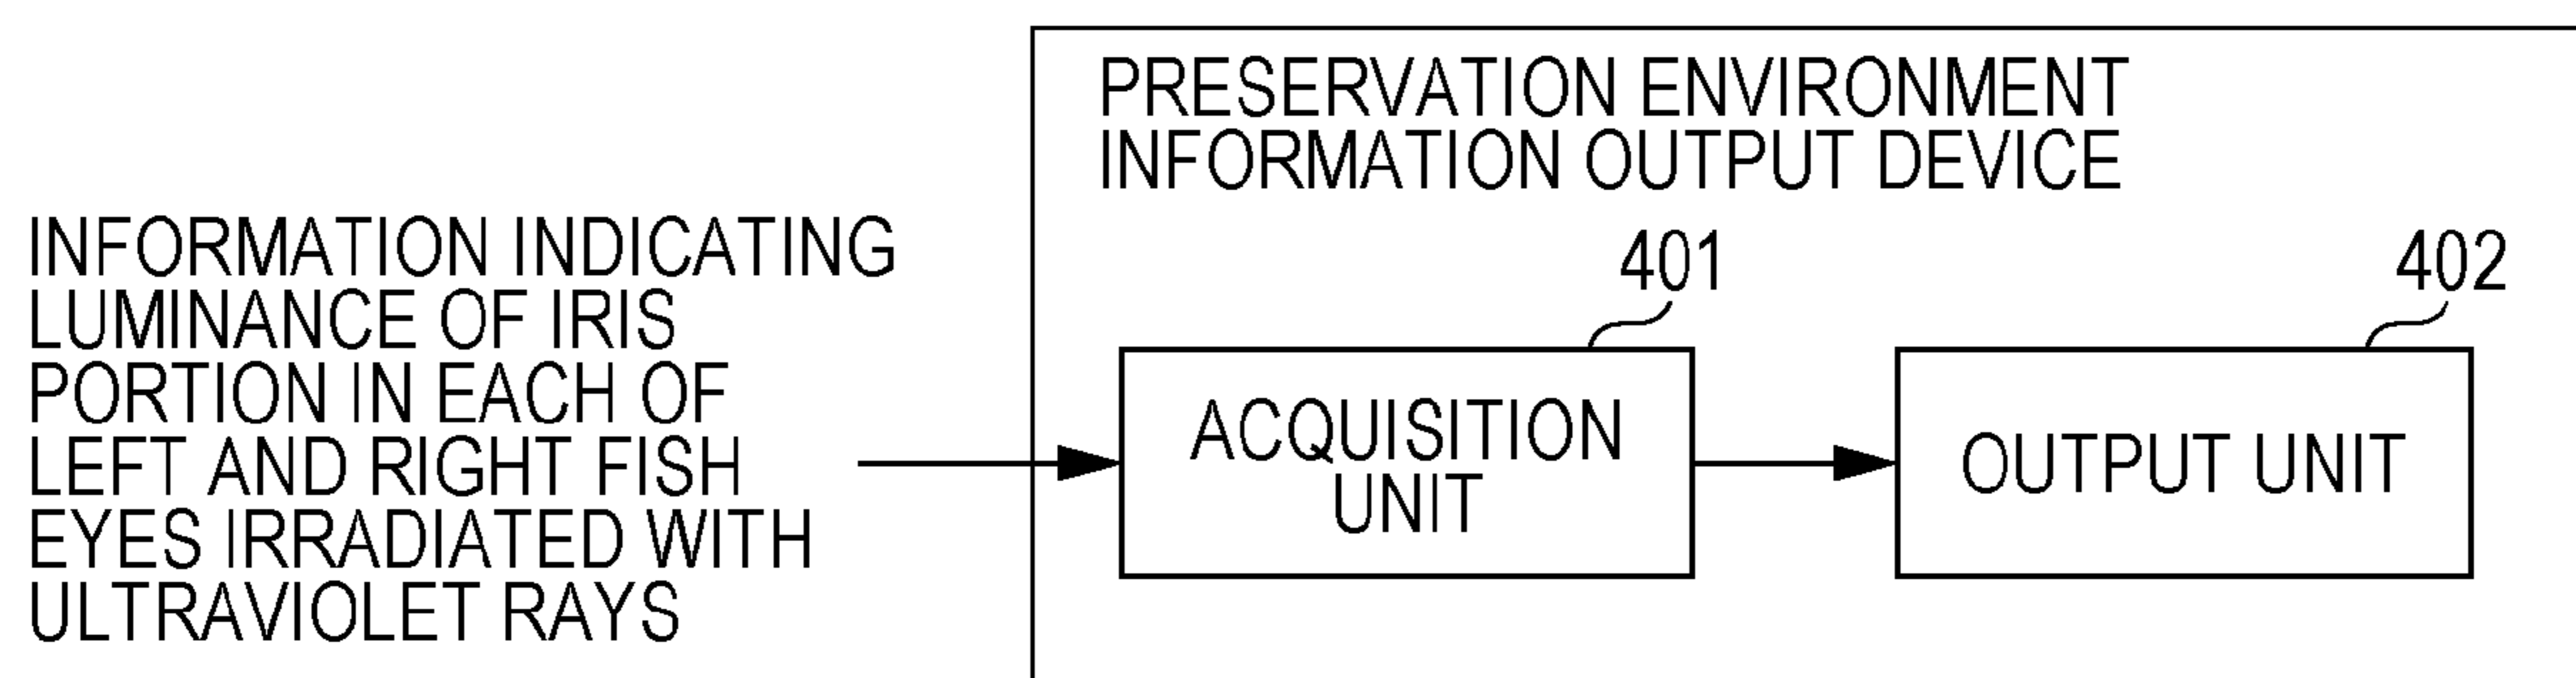 PRESERVATION ENVIRONMENT
INFORMATION OUTPUT DEVICE
INFORMATION INDICATING
LUMINANCE OF IRIS
PORTION IN EACH OF
LEFT AND RIGHT FISH
EYES IRRADIATED WITH
ULTRAVIOLET RAYS
401
ACQUISITION
UNIT
402
OUTPUT UNIT